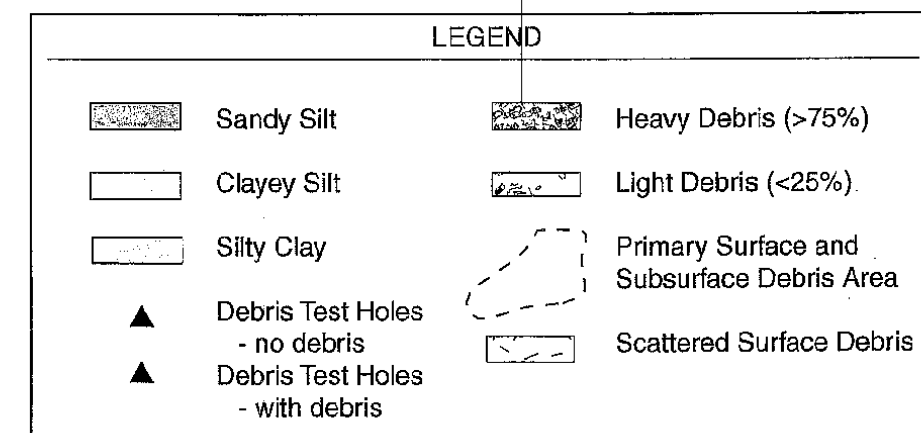 LEGEND
Sandy Silt
Clayey Silt
Silty Clay
Debris Test Holes
- no debris
Debris Test Holes
- with debris
Heavy Debris (>75%)
Light Debris (<25%)
Primary Surface and
Subsurface Debris Area
Scattered Surface Debris